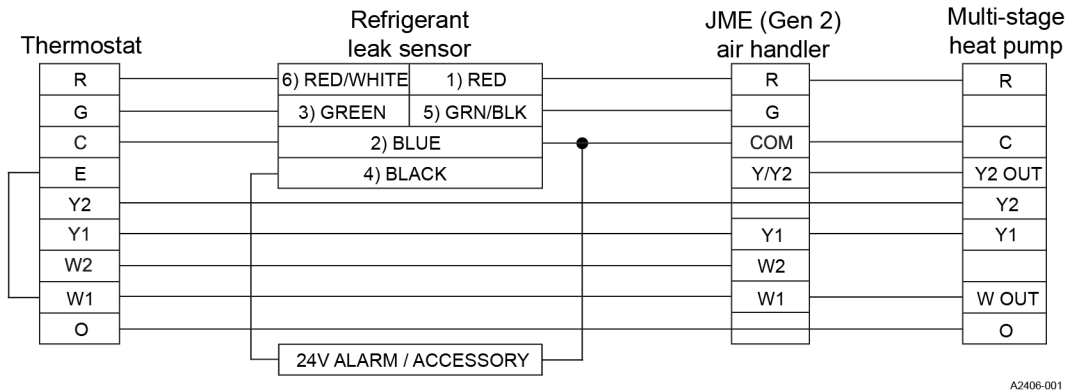 Thermostat
R
G
C
E
Y2
Y1
W2
W1
O
Refrigerant
leak sensor
6) RED/WHITE 1) RED
3) GREEN 5) GRN/BLK
2) BLUE
4) BLACK
24V ALARM / ACCESSORY
JME (Gen 2)
air handler
R
G
COM
Y/Y2
Y1
W2
W1
Multi-stage
heat pump
R
C
Y2 OUT
Y2
Y1
W OUT
O
A2406-001